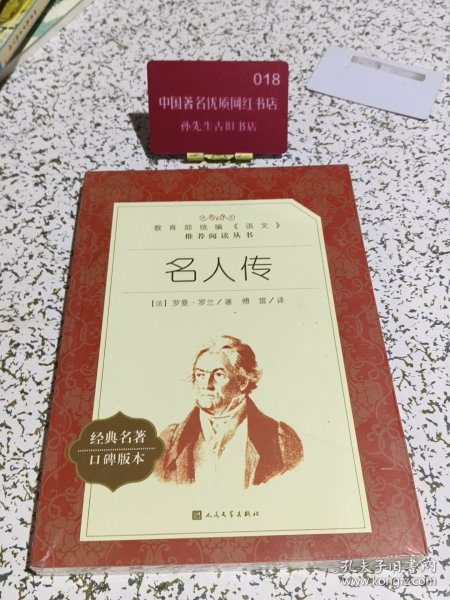 018
中国著名优质网红书店
孙先生古旧书店
教育部统编《语文》
推荐阅读丛书
名人传
[法]罗曼·罗兰/著 傅 雷/译
经典名著
口碑版本
人民文学出版社
孔夫子旧书网
www.kongfz.com